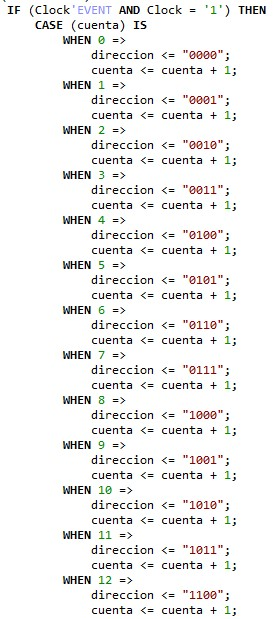 IF (Clock'EVENT AND Clock = '1') THEN
CASE (cuenta) IS
WHEN 0 =>
direccion <= "0000";
cuenta <= cuenta + 1;
WHEN 1 =>
direccion <= "0001";
cuenta <= cuenta + 1;
WHEN 2 =>
direccion <= "0010";
cuenta <= cuenta + 1;
WHEN 3 =>
direccion <= "0011";
cuenta <= cuenta + 1;
WHEN 4 =>
direccion <= "0100";
cuenta <= cuenta + 1;
WHEN 5 =>
direccion <= "0101";
cuenta <= cuenta + 1;
WHEN 6 =>
direccion <= "0110";
cuenta <= cuenta + 1;
WHEN 7 =>
direccion <= "0111";
cuenta <= cuenta + 1;
WHEN 8 =>
direccion <= "1000";
cuenta <= cuenta + 1;
WHEN 9 =>
direccion <= "1001";
cuenta <= cuenta + 1;
WHEN 10 =>
direccion <= "1010";
cuenta <= cuenta + 1;
WHEN 11 =>
direccion <= "1011";
cuenta <= cuenta + 1;
WHEN 12 =>
direccion <= "1100";
cuenta <= cuenta + 1;